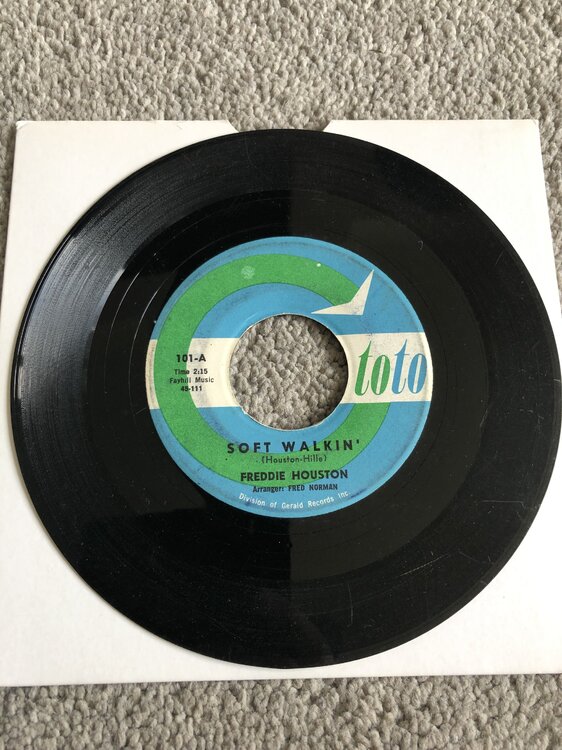 101-A
Time 2:15
Fayhill Music
45-111
toto
SOFT WALKIN'
(Houston-Hille)
FREDDIE HOUSTON
Arranger: FRED NORMAN
Division of Gerald Records Inc.